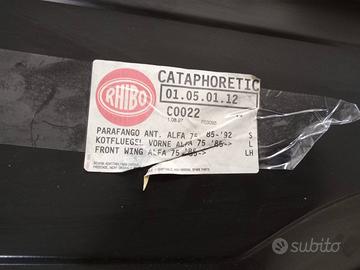 RHIBO
CATAPHORETIC
01.05.01.12
C0022
PARAFANGO ANT. ALFA 75 '85-'92 S
KOTFLUEGEL VORNE ALFA 75 '85-> L
FRONT WING ALFA 75 '85-> LH
subito